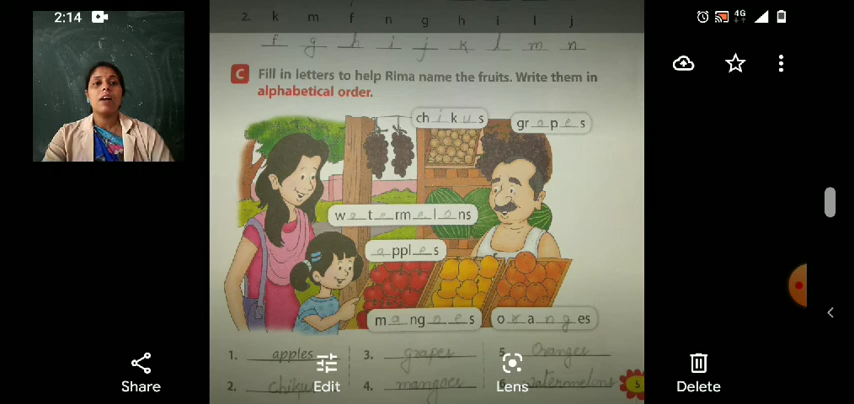 2:14
4G
2. k m f n g h i l j
f g h i j k l m n
C Fill in letters to help Rima name the fruits. Write them in
alphabetical order.
chikus
grapes
watermelons
apples
mangoes
oranges
1. apples 3. grapes 5. Oranges
2. chikus 4. mangoes watermelons
5
Share
Edit
Lens
Delete